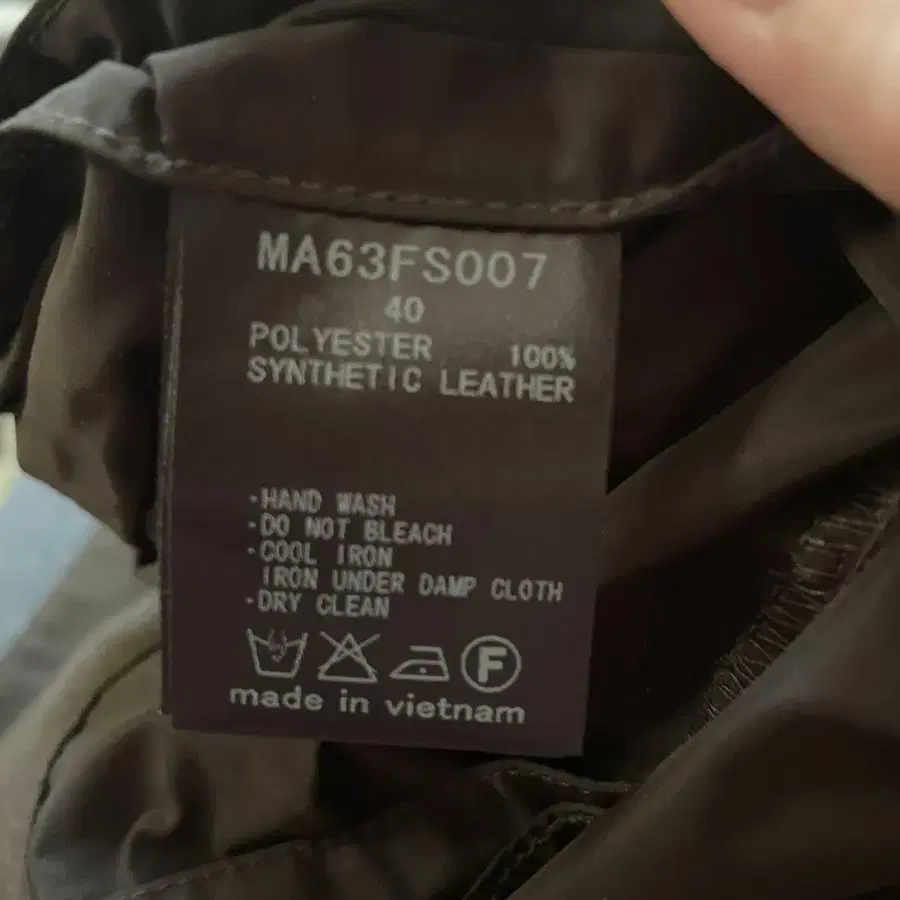 MA63FS007
40
POLYESTER 100%
SYNTHETIC LEATHER
·HAND WASH
·DO NOT BLEACH
·COOL IRON
IRON UNDER DAMP CLOTH
·DRY CLEAN
F
made in vietnam